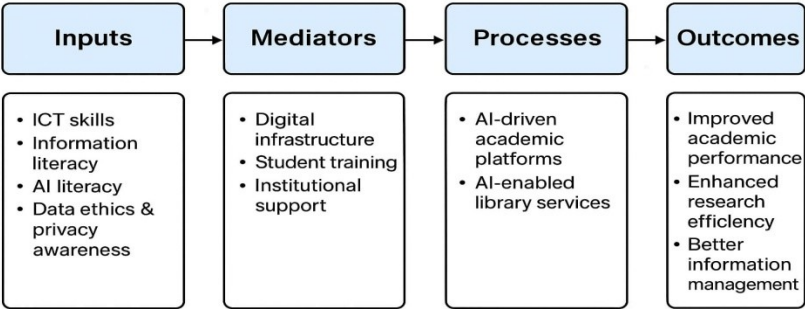 Inputs
Mediators
Processes
Outcomes
• ICT skills
• Information
literacy
• AI literacy
• Data ethics &
privacy
awareness
• Digital
infrastructure
• Student training
• Institutional
support
• AI-driven
academic
platforms
• AI-enabled
library services
• Improved
academic
performance
• Enhanced
research
efficlency
• Better
information
management